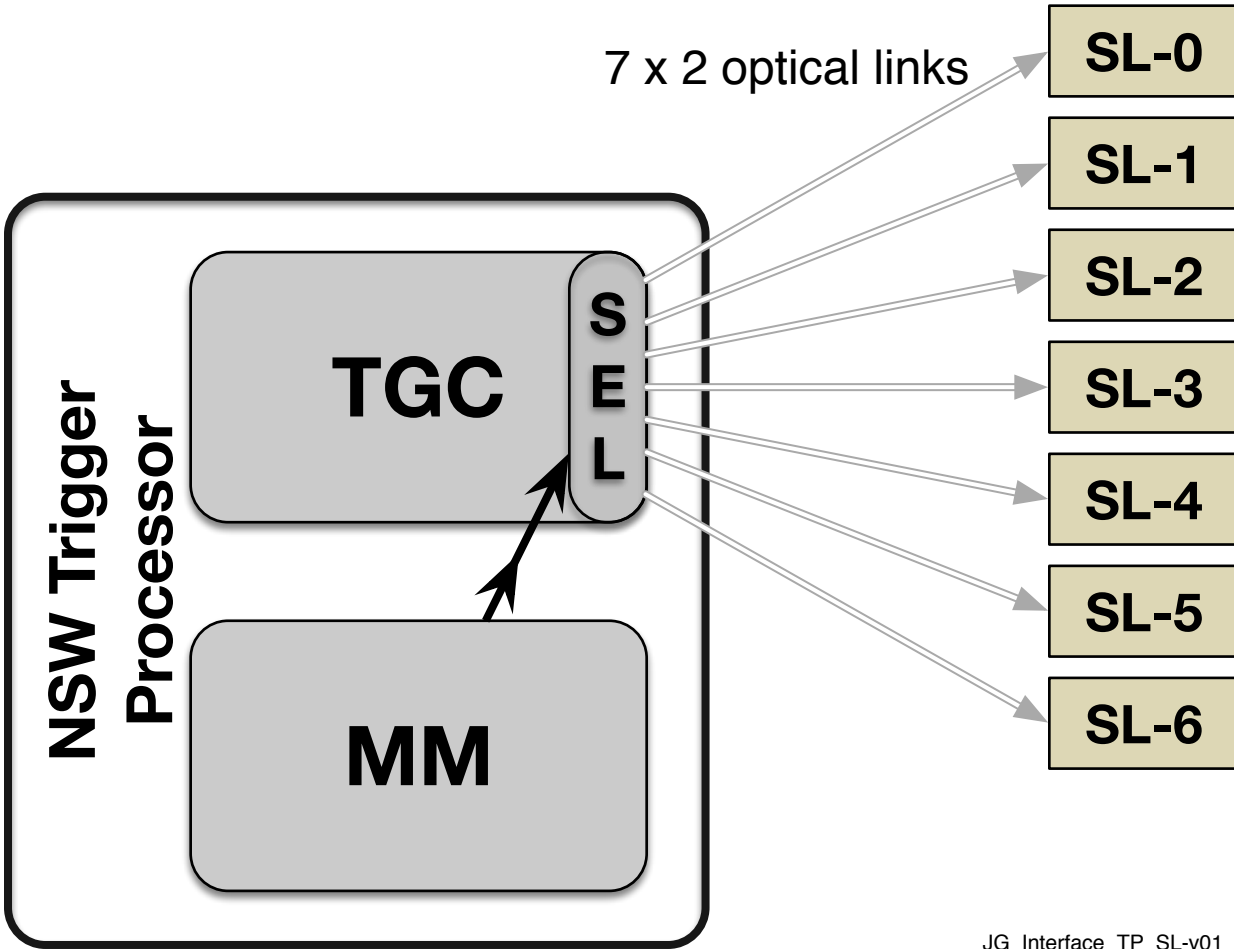 7 x 2 optical links
SL-0
SL-1
SL-2
SL-3
SL-4
SL-5
SL-6
NSW Trigger
Processor
TGC
S
E
L
MM
JG_Interface_TP_SL-v01